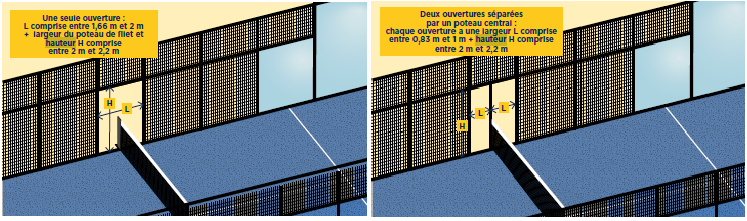 Une seule ouverture :
L comprise entre 1,66 m et 2 m
+ largeur du poteau de filet et
hauteur H comprise
entre 2 m et 2,2 m
H
L
Deux ouvertures séparées
par un poteau central :
chaque ouverture a une largeur L comprise
entre 0,83 m et 1 m + hauteur H comprise
entre 2 m et 2,2 m
L
L
H